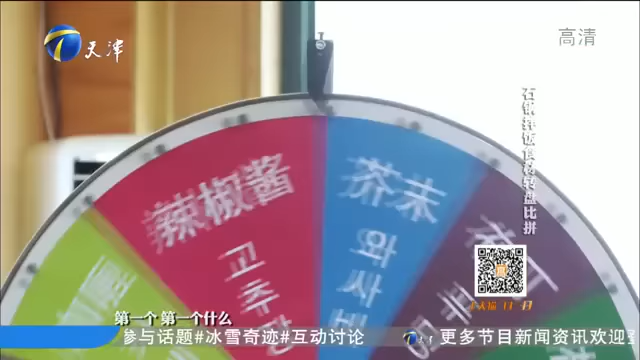 天津
高清
石锅拌饭食材转盘比拼
辣椒酱
고추장
芥末
와사비
第一个 第一个什么
参与话题#冰雪奇迹#互动讨论
更多节目新闻资讯欢迎